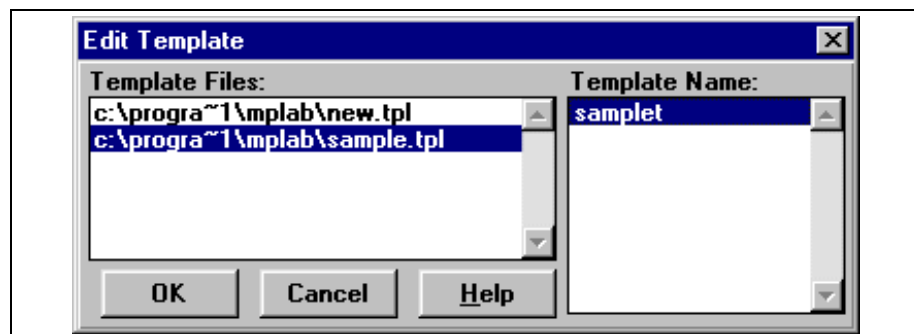 Edit Template
Template Files:
c:\progra~1\mplab\new.tpl
c:\progra~1\mplab\sample.tpl
Template Name:
samplet
OK
Cancel
Help